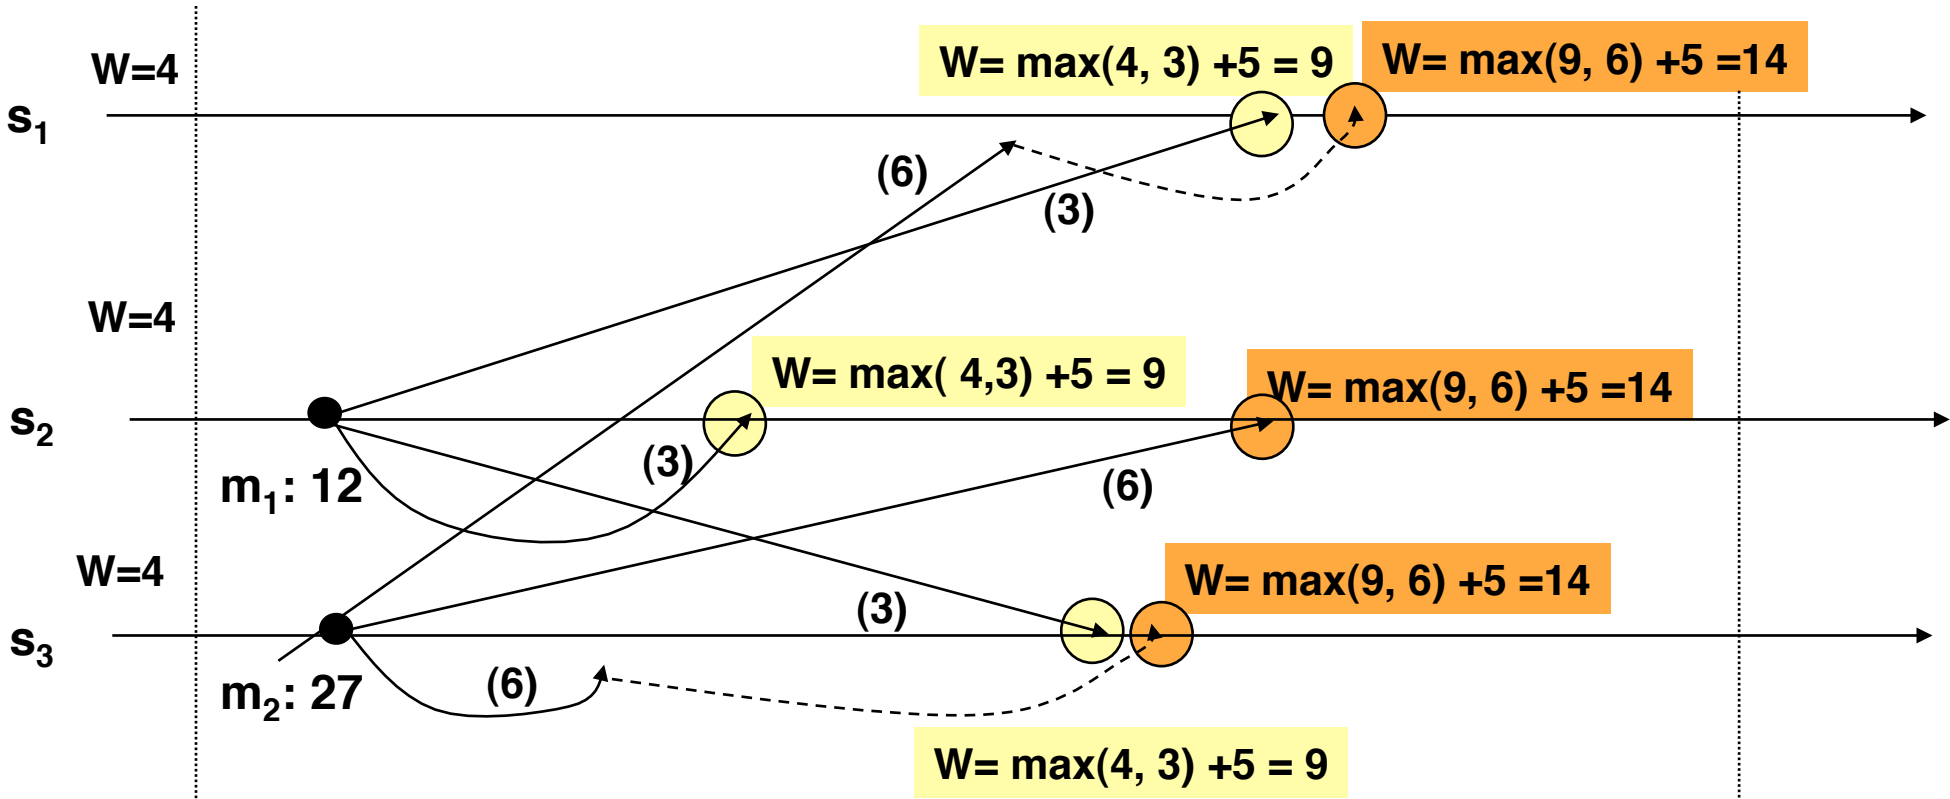 W= max(4, 3) +5 = 9
W= max(9, 6) +5 =14
W=4
s1
(6)
(3)
W=4
W= max( 4,3) +5 = 9
W= max(9, 6) +5 =14
s2
(3)
m1: 12
(6)
W=4
W= max(9, 6) +5 =14
(3)
s3
m2: 27
(6)
W= max(4, 3) +5 = 9